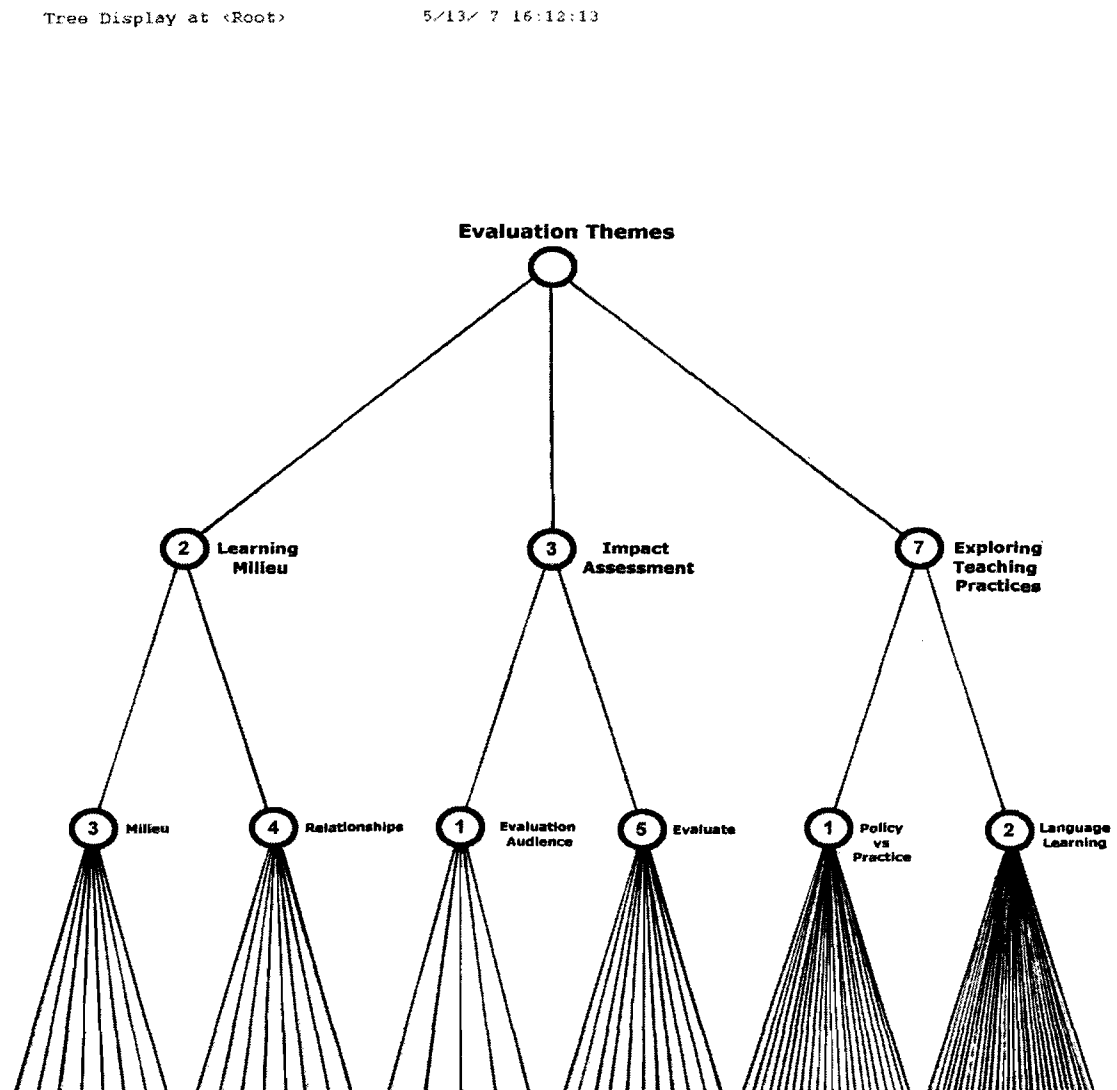 Tree Display at <Root> 5/13/ 7 16:12:13
Evaluation Themes
2 Learning
Milieu
3 Impact
Assessment
7 Exploring
Teaching
Practices
3 Milieu
4 Relationships
1 Evaluation
Audience
5 Evaluate
1 Policy
vs
Practice
2 Language
Learning